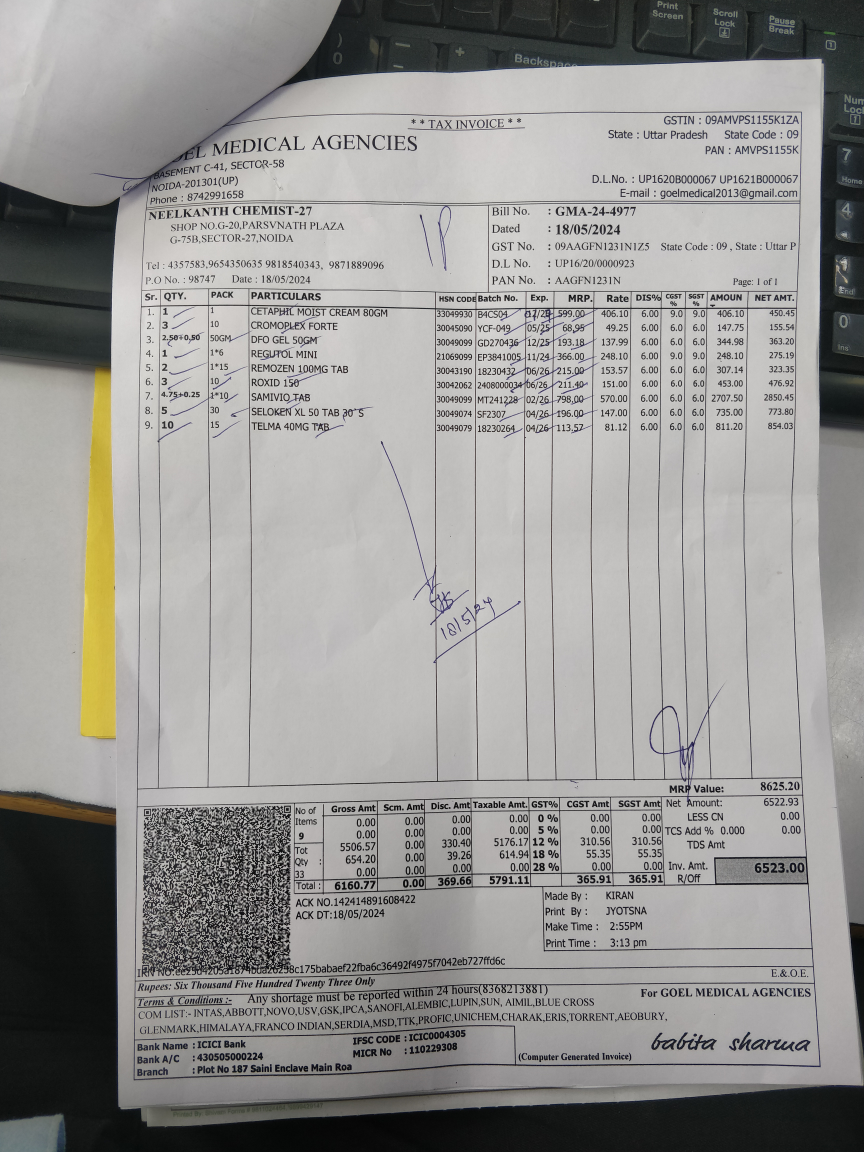 Print Screen
Scroll Lock
Pause Break
Backspace
7
Home
4
End
0
Ins
* * TAX INVOICE * *
GSTIN : 09AMVPS1155K1ZA
State : Uttar Pradesh State Code : 09
PAN : AMVPS1155K
D.L.No. : UP1620B000067 UP1621B000067
E-mail : goelmedical2013@gmail.com
GOEL MEDICAL AGENCIES
BASEMENT C-41, SECTOR-58
NOIDA-201301(UP)
Phone : 8742991658
NEELKANTH CHEMIST-27
SHOP NO.G-20,PARSVNATH PLAZA
G-75B,SECTOR-27,NOIDA
Tel : 4357583,9654350635 9818540343, 9871889096
P.O No. : 98747 Date : 18/05/2024
Bill No. : GMA-24-4977
Dated : 18/05/2024
GST No. : 09AAGFN1231N1Z5 State Code : 09 , State : Uttar P
D.L No. : UP16/20/0000923
PAN No. : AAGFN1231N
Page: 1 of 1
Sr. QTY. PACK PARTICULARS HSN CODE Batch No. Exp. MRP. Rate DIS% CGST % SGST % AMOUN NET AMT.
1. 1 1 CETAPHIL MOIST CREAM 80GM 33049930 B4CS04 599.00 406.10 6.00 9.0 9.0 406.10 450.45
2. 3 10 CROMOPLEX FORTE 30045090 YCF-049 05/25 68.95 49.25 6.00 6.0 6.0 147.75 155.54
3. 2.50+0.50 50GM DFO GEL 50GM 30049099 GD270436 12/25 193.18 137.99 6.00 6.0 6.0 344.98 363.20
4. 1 1*6 REGUTOL MINI 21069099 EP3841005 11/24 366.00 248.10 6.00 9.0 9.0 248.10 275.19
5. 2 1*15 REMOZEN 100MG TAB 30043190 18230432 06/26 215.00 153.57 6.00 6.0 6.0 307.14 323.35
6. 3 10 ROXID 150 30042062 2408000034 06/26 211.40 151.00 6.00 6.0 6.0 453.00 476.92
7. 4.75+0.25 1*10 SAMIVIO TAB 30049099 MT241228 02/26 798.00 570.00 6.00 6.0 6.0 2707.50 2850.45
8. 5 30 SELOKEN XL 50 TAB 30'S 30049074 SF2307 04/26 196.00 147.00 6.00 6.0 6.0 735.00 773.80
9. 10 15 TELMA 40MG TAB 30049079 18230264 04/26 113.57 81.12 6.00 6.0 6.0 811.20 854.03
18/5/24
MRP Value: 8625.20
No of Items 9
Tot Qty : 33
Gross Amt Scm. Amt Disc. Amt Taxable Amt. GST% CGST Amt SGST Amt
0.00 0.00 0.00 0.00 0 % 0.00 0.00
0.00 0.00 0.00 0.00 5 % 0.00 0.00
5506.57 0.00 330.40 5176.17 12 % 310.56 310.56
654.20 0.00 39.26 614.94 18 % 55.35 55.35
0.00 0.00 0.00 0.00 28 % 0.00 0.00
Total : 6160.77 0.00 369.66 5791.11 365.91 365.91
Net Amount: 6522.93
LESS CN 0.00
TCS Add % 0.000 0.00
TDS Amt
Inv. Amt. 6523.00
R/Off
ACK NO.142414891608422
ACK DT:18/05/2024
Made By : KIRAN
Print By : JYOTSNA
Make Time : 2:55PM
Print Time : 3:13 pm
E.& O.E.
Rupees: Six Thousand Five Hundred Twenty Three Only
Terms & Conditions :- Any shortage must be reported within 24 hours(8368213881)
COM LIST:- INTAS,ABBOTT,NOVO,USV,GSK,IPCA,SANOFI,ALEMBIC,LUPIN,SUN, AIMIL,BLUE CROSS
GLENMARK,HIMALAYA,FRANCO INDIAN,SERDIA,MSD,TTK,PROFIC,UNICHEM,CHARAK,ERIS,TORRENT,AEOBURY,
For GOEL MEDICAL AGENCIES
Bank Name : ICICI Bank IFSC CODE : ICIC0004305
Bank A/C : 430505000224 MICR No : 110229308
Branch : Plot No 187 Saini Enclave Main Roa
(Computer Generated Invoice)
babita sharma